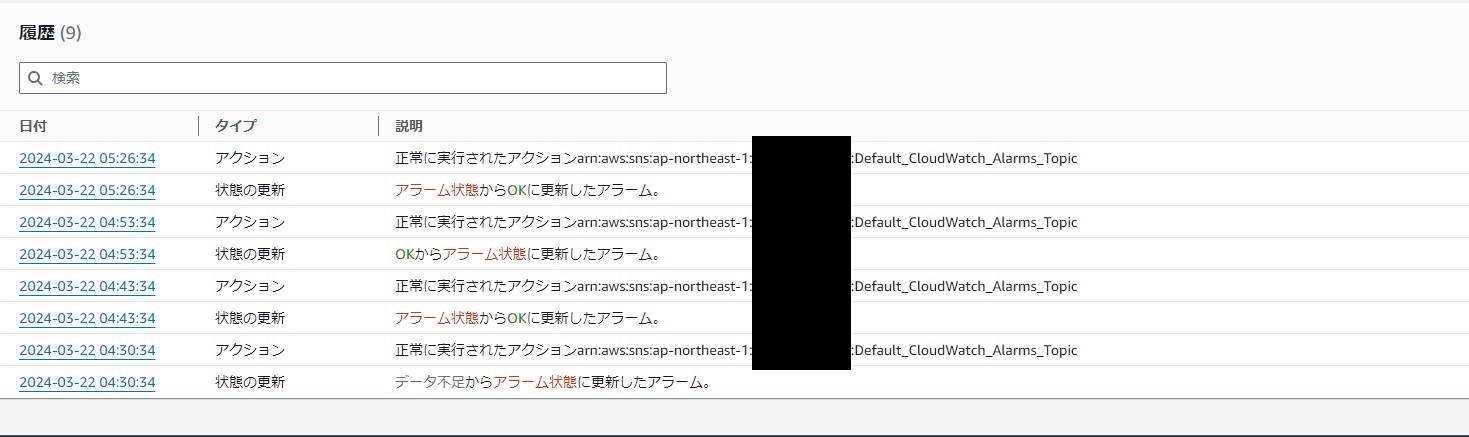 履歴 (9)
検索
日付 タイプ 説明
2024-03-22 05:26:34 アクション 正常に実行されたアクションarn:aws:sns:ap-northeast-1: :Default_CloudWatch_Alarms_Topic
2024-03-22 05:26:34 状態の更新 アラーム状態からOKに更新したアラーム。
2024-03-22 04:53:34 アクション 正常に実行されたアクションarn:aws:sns:ap-northeast-1: :Default_CloudWatch_Alarms_Topic
2024-03-22 04:53:34 状態の更新 OKからアラーム状態に更新したアラーム。
2024-03-22 04:43:34 アクション 正常に実行されたアクションarn:aws:sns:ap-northeast-1: :Default_CloudWatch_Alarms_Topic
2024-03-22 04:43:34 状態の更新 アラーム状態からOKに更新したアラーム。
2024-03-22 04:30:34 アクション 正常に実行されたアクションarn:aws:sns:ap-northeast-1: :Default_CloudWatch_Alarms_Topic
2024-03-22 04:30:34 状態の更新 データ不足からアラーム状態に更新したアラーム。